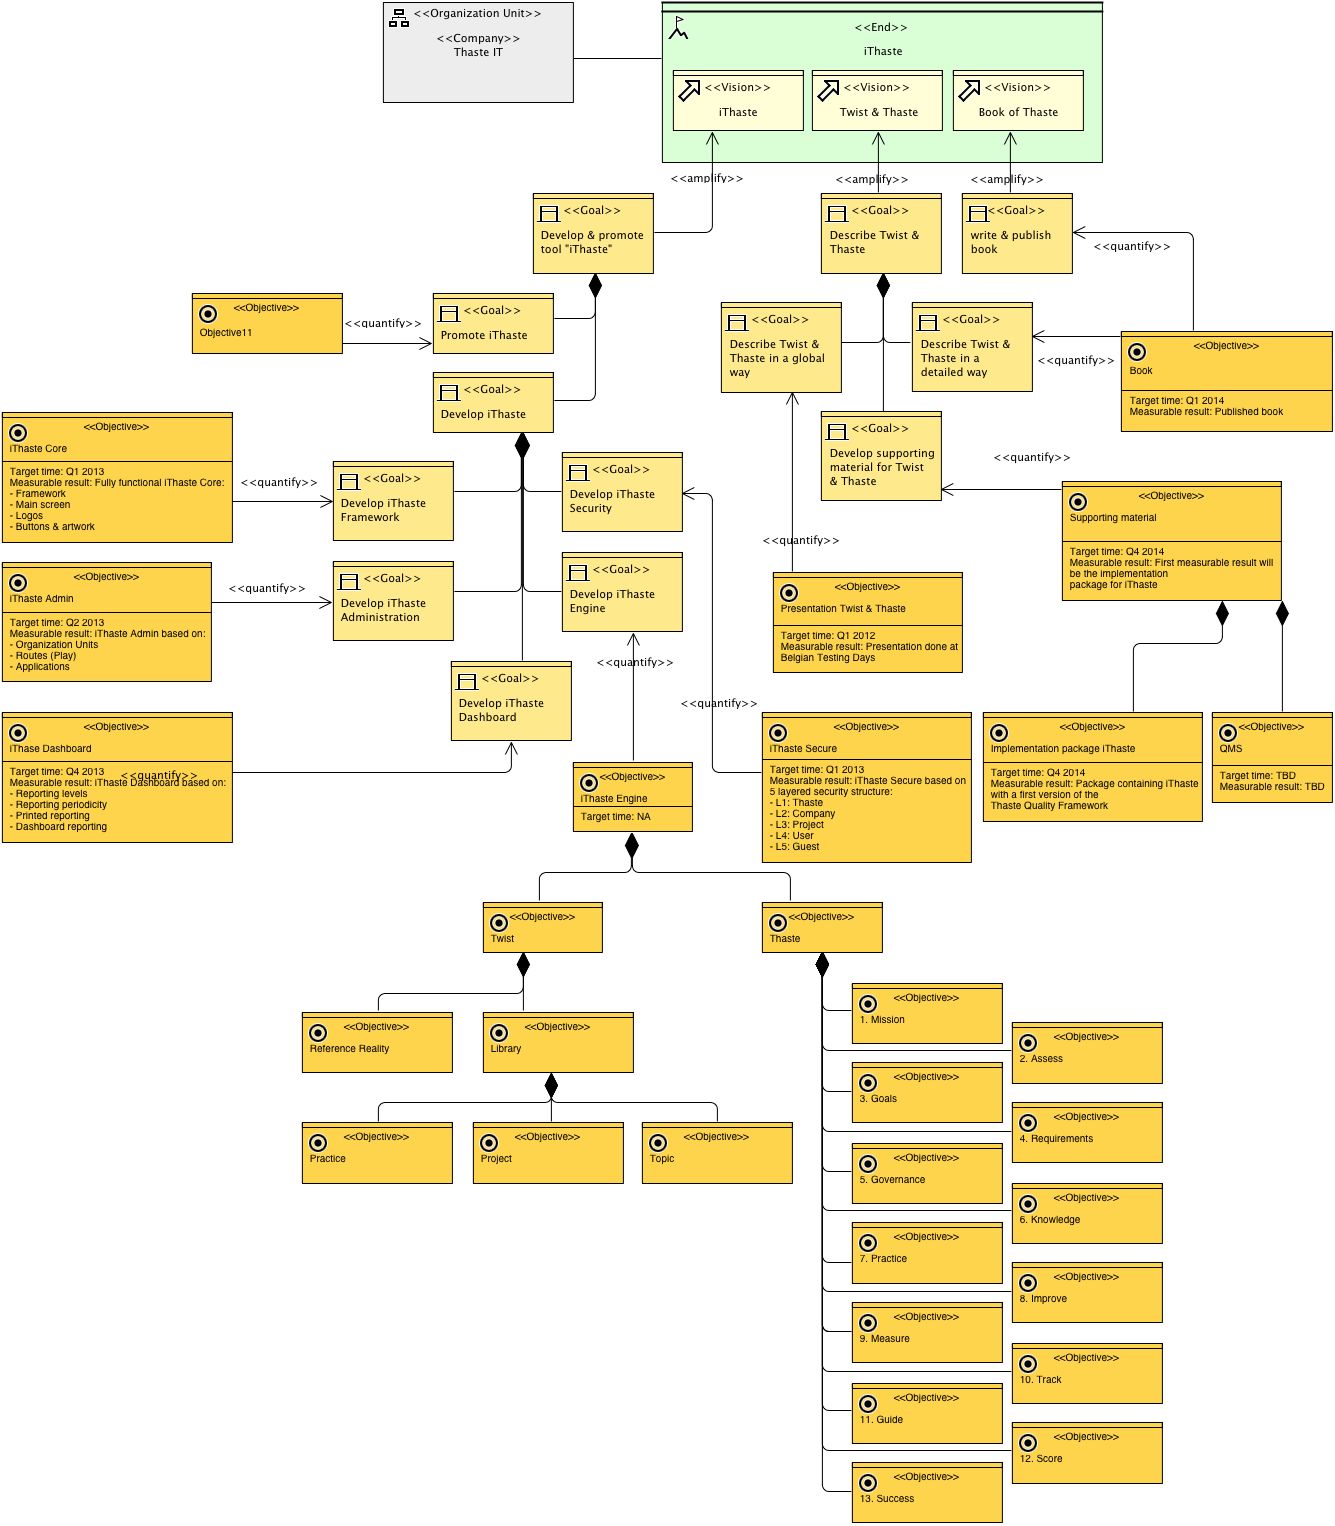 <<Organization Unit>>
<<Company>>
Thaste IT
<<End>>
iThaste
<<Vision>>
iThaste
<<Vision>>
Twist & Thaste
<<Vision>>
Book of Thaste
<<amplify>>
<<amplify>>
<<amplify>>
<<Goal>>
Develop & promote
tool "iThaste"
<<Goal>>
Describe Twist &
Thaste
<<Goal>>
write & publish
book
<<quantify>>
<<Objective>>
Objective11
<<quantify>>
<<Goal>>
Promote iThaste
<<Goal>>
Describe Twist &
Thaste in a global
way
<<Goal>>
Describe Twist &
Thaste in a
detailed way
<<quantify>>
<<Objective>>
Book
Target time: Q1 2014
Measurable result: Published book
<<Goal>>
Develop iThaste
<<Objective>>
iThaste Core
Target time: Q1 2013
Measurable result: Fully functional iThaste Core:
- Framework
- Main screen
- Logos
- Buttons & artwork
<<quantify>>
<<Goal>>
Develop iThaste
Framework
<<Goal>>
Develop iThaste
Security
<<Goal>>
Develop supporting
material for Twist
& Thaste
<<quantify>>
<<Objective>>
Supporting material
Target time: Q4 2014
Measurable result: First measurable result will
be the implementation
package for iThaste
<<quantify>>
<<Objective>>
iThaste Admin
Target time: Q2 2013
Measurable result: iThaste Admin based on:
- Organization Units
- Routes (Play)
- Applications
<<quantify>>
<<Goal>>
Develop iThaste
Administration
<<Goal>>
Develop iThaste
Engine
<<Objective>>
Presentation Twist & Thaste
Target time: Q1 2012
Measurable result: Presentation done at
Belgian Testing Days
<<quantify>>
<<Goal>>
Develop iThaste
Dashboard
<<quantify>>
<<Objective>>
iThase Dashboard
Target time: Q4 2013
<<quantify>>
Measurable result: iThaste Dashboard based on:
- Reporting levels
- Reporting periodicity
- Printed reporting
- Dashboard reporting
<<Objective>>
iThaste Engine
Target time: NA
<<Objective>>
iThaste Secure
Target time: Q1 2013
Measurable result: iThaste Secure based on
5 layered security structure:
- L1: Thaste
- L2: Company
- L3: Project
- L4: User
- L5: Guest
<<Objective>>
Implementation package iThaste
Target time: Q4 2014
Measurable result: Package containing iThaste
with a first version of the
Thaste Quality Framework
<<Objective>>
QMS
Target time: TBD
Measurable result: TBD
<<Objective>>
Twist
<<Objective>>
Thaste
<<Objective>>
Reference Reality
<<Objective>>
Library
<<Objective>>
Practice
<<Objective>>
Project
<<Objective>>
Topic
<<Objective>>
1. Mission
<<Objective>>
2. Assess
<<Objective>>
3. Goals
<<Objective>>
4. Requirements
<<Objective>>
5. Governance
<<Objective>>
6. Knowledge
<<Objective>>
7. Practice
<<Objective>>
8. Improve
<<Objective>>
9. Measure
<<Objective>>
10. Track
<<Objective>>
11. Guide
<<Objective>>
12. Score
<<Objective>>
13. Success